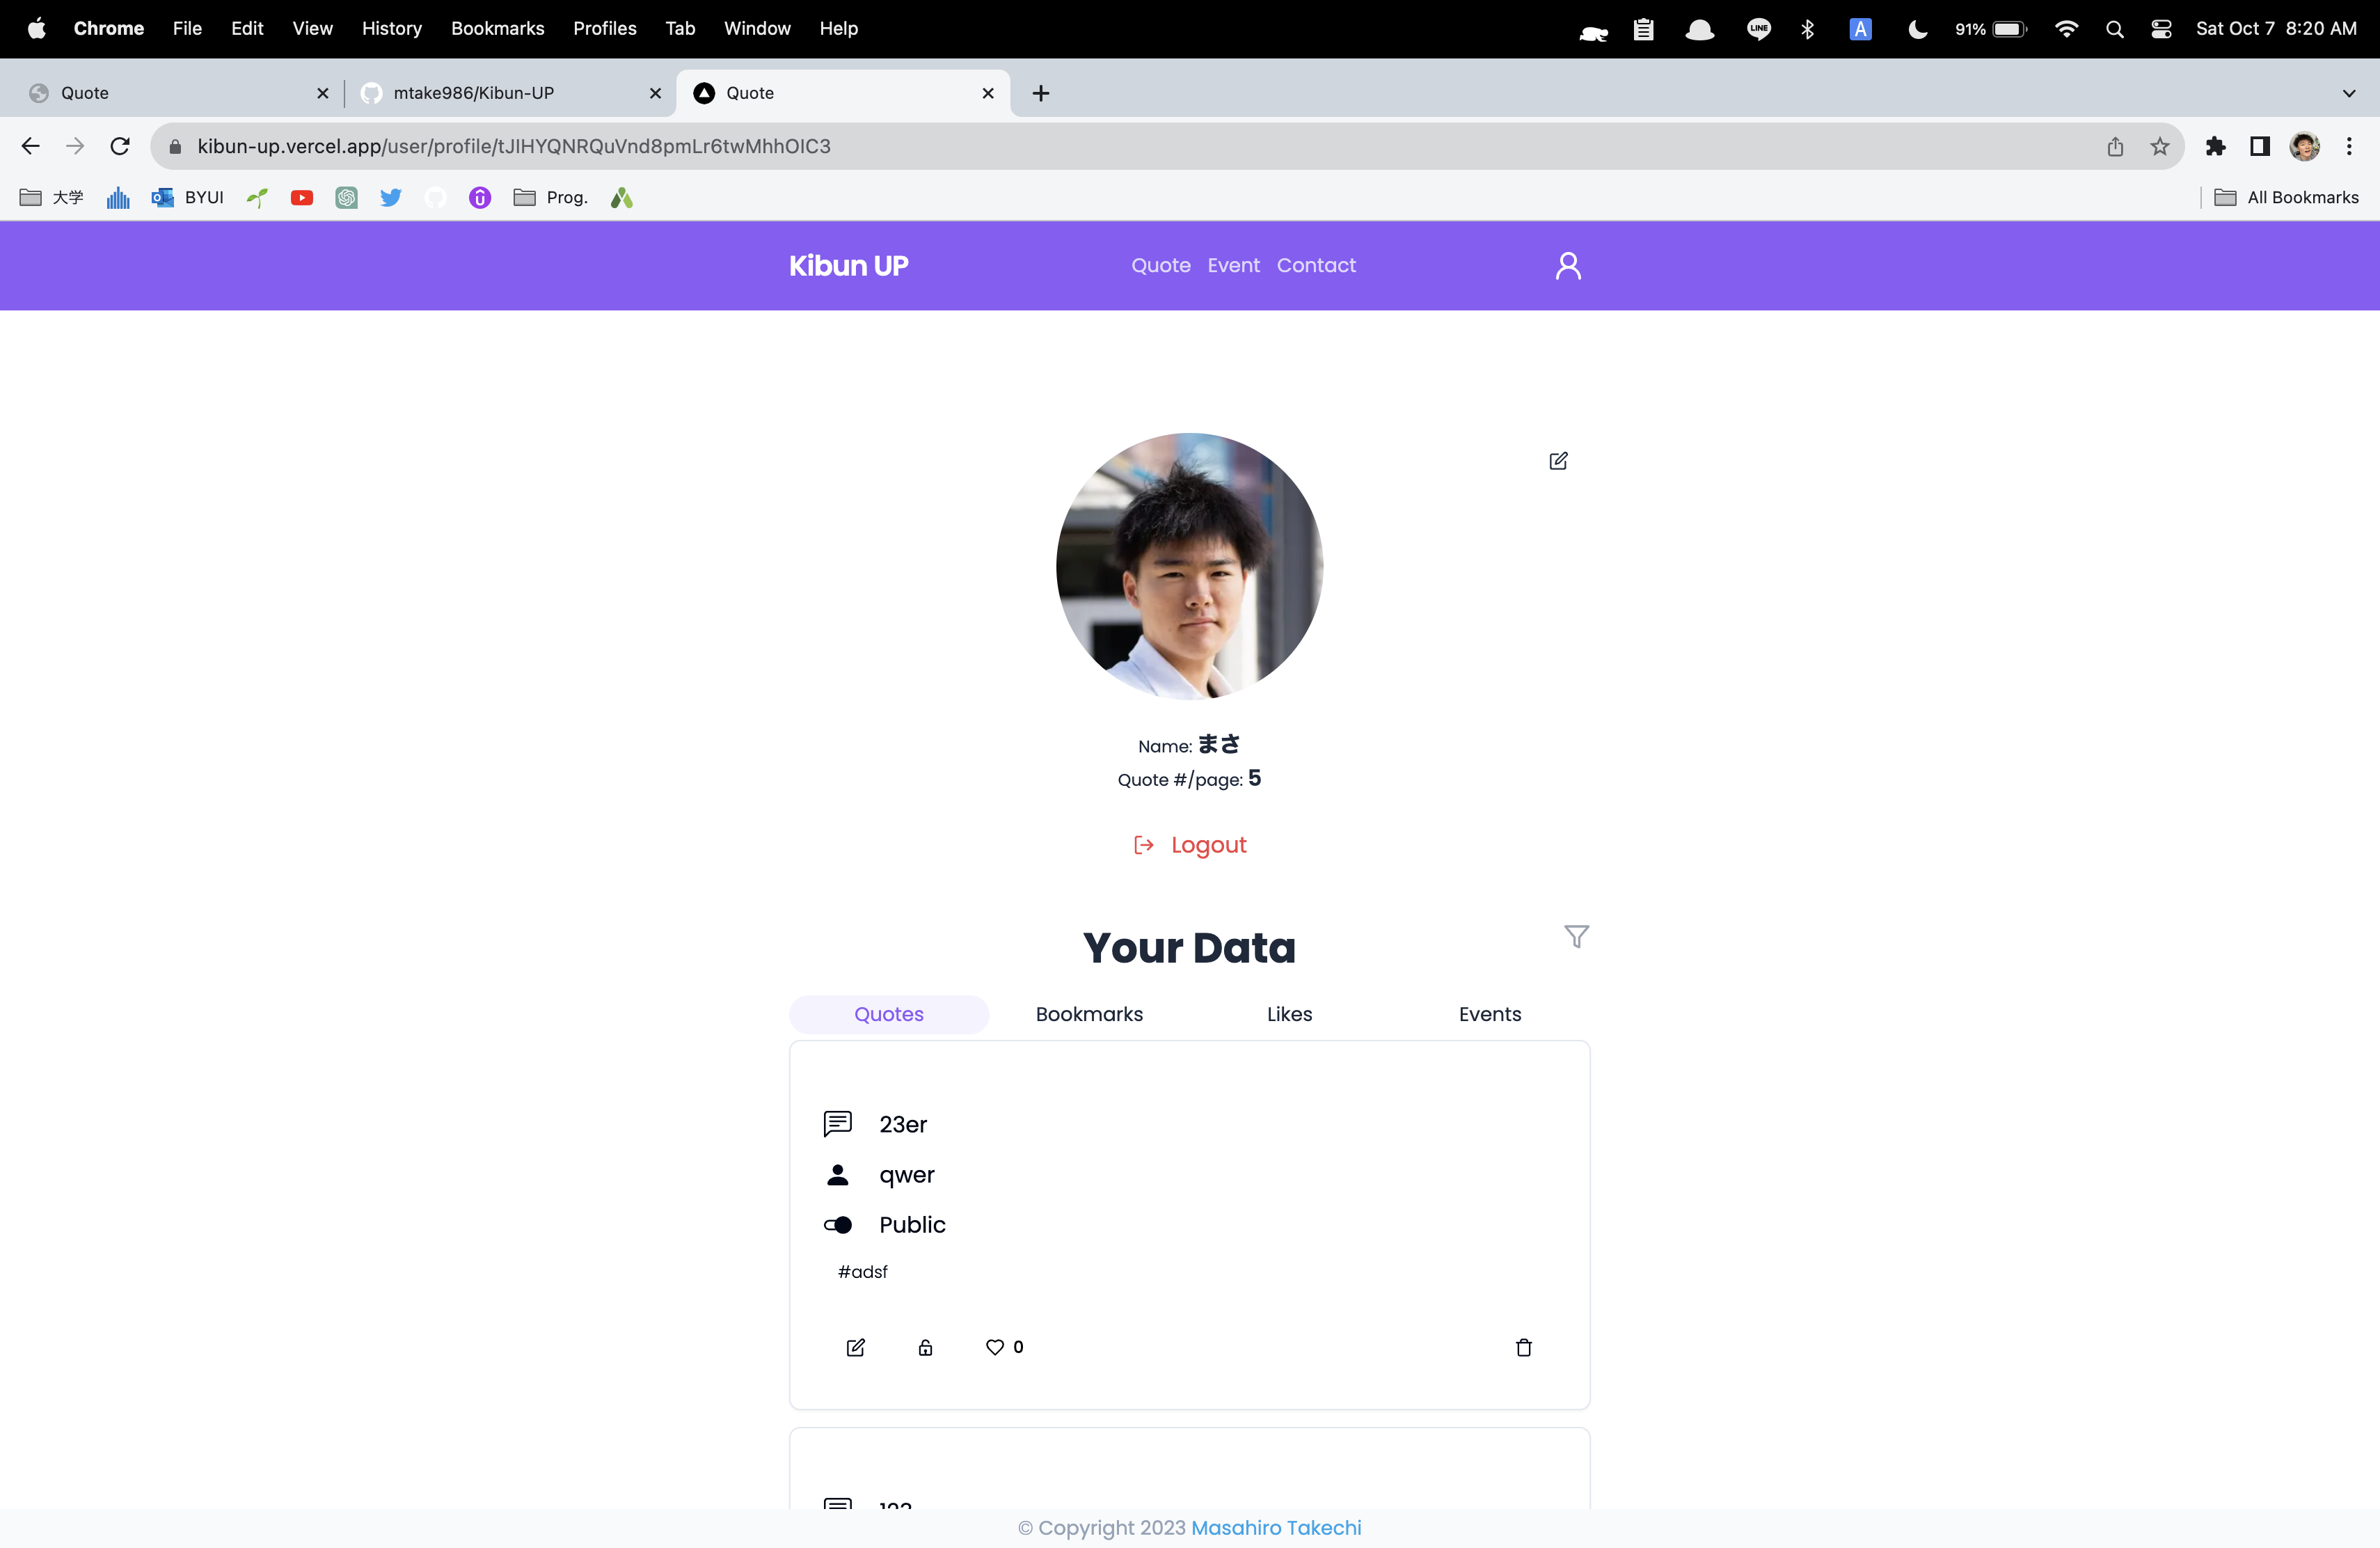 Chrome File Edit View History Bookmarks Profiles Tab Window Help LINE A 91% Sat Oct 7 8:20 AM
Quote mtake986/Kibun-UP Quote
kibun-up.vercel.app/user/profile/tJIHYQNRQuVnd8pmLr6twMhhOIC3
大学 BYUI Prog. All Bookmarks
Kibun UP Quote Event Contact
Name: まさ
Quote #/page: 5
Logout
Your Data
Quotes Bookmarks Likes Events
23er
qwer
Public
#adsf
0
© Copyright 2023 Masahiro Takechi